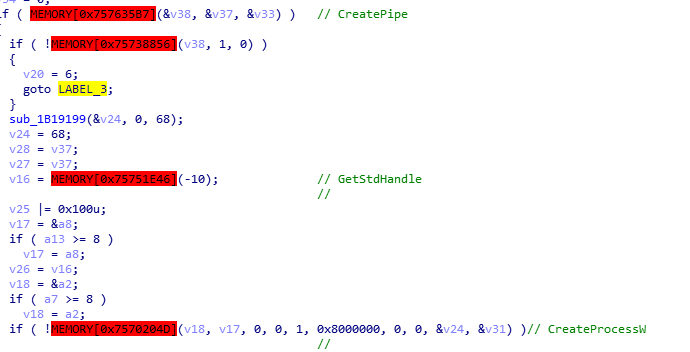 if ( MEMORY[0x757635B7](&v38, &v37, &v33) ) // CreatePipe
{
if ( !MEMORY[0x75738856](v38, 1, 0) )
{
v20 = 6;
goto LABEL_3;
}
sub_1B19199(&v24, 0, 68);
v24 = 68;
v28 = v37;
v27 = v37;
v16 = MEMORY[0x75751E46](-10); // GetStdHandle
//
v25 |= 0x100u;
v17 = &a8;
if ( a13 >= 8 )
v17 = a8;
v26 = v16;
v18 = &a2;
if ( a7 >= 8 )
v18 = a2;
if ( !MEMORY[0x7570204D](v18, v17, 0, 0, 1, 0x8000000, 0, 0, &v24, &v31) )// CreateProcessW
//